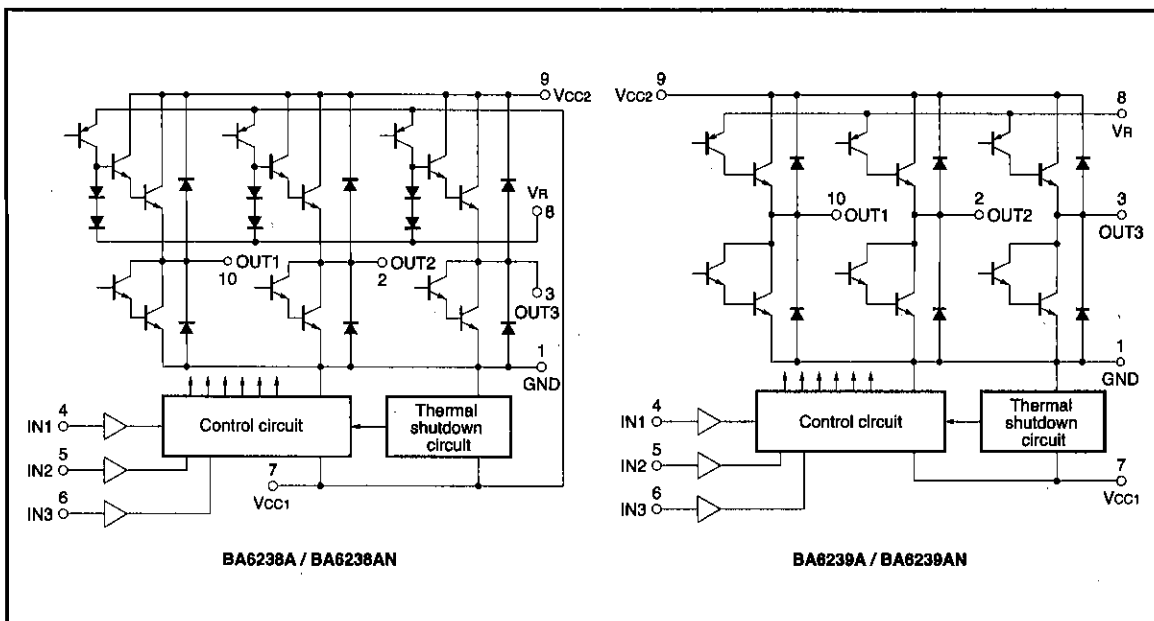 9
VCC2
VR
8
OUT1
10
OUT2
2
3
OUT3
1
GND
4
IN1
5
IN2
6
IN3
Control circuit
Thermal
shutdown
circuit
7
VCC1
BA6238A / BA6238AN
9
VCC2
8
VR
10
OUT1
2
OUT2
3
OUT3
1
GND
4
IN1
5
IN2
6
IN3
Control circuit
Thermal
shutdown
circuit
7
VCC1
BA6239A / BA6239AN